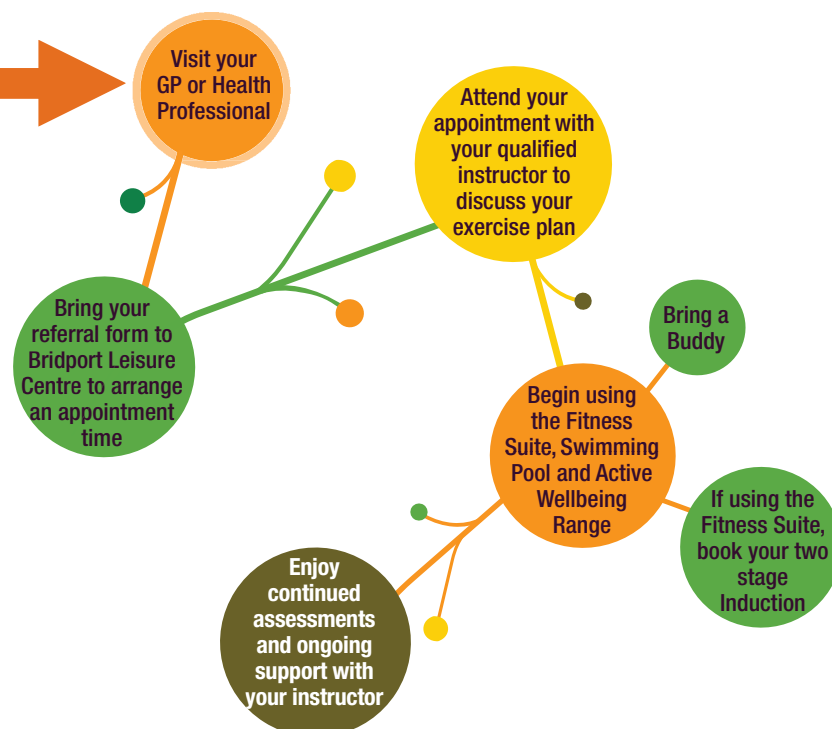 Visit your
GP or Health
Professional
Bring your
referral form to
Bridport Leisure
Centre to arrange
an appointment
time
Attend your
appointment with
your qualified
instructor to
discuss your
exercise plan
Begin using
the Fitness
Suite, Swimming
Pool and Active
Wellbeing
Range
Bring a
Buddy
If using the
Fitness Suite,
book your two
stage
Induction
Enjoy
continued
assessments
and ongoing
support with
your instructor